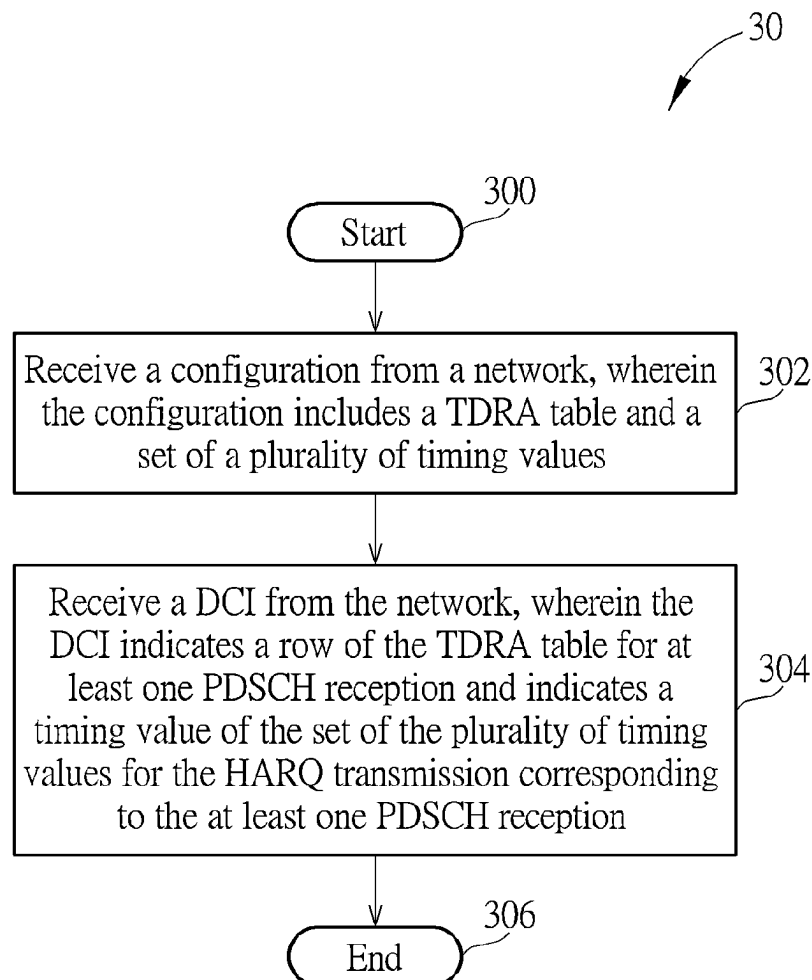 30
300
Start
Receive a configuration from a network, wherein
the configuration includes a TDRA table and a
set of a plurality of timing values
302
Receive a DCI from the network, wherein the
DCI indicates a row of the TDRA table for at
least one PDSCH reception and indicates a
timing value of the set of the plurality of timing
values for the HARQ transmission corresponding
to the at least one PDSCH reception
304
306
End